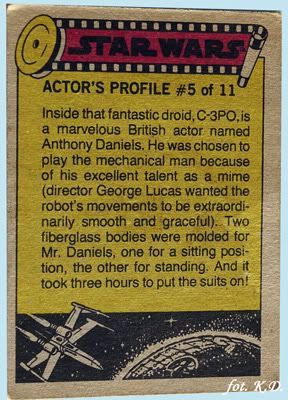 STAR WARS
ACTOR'S PROFILE #5 of 11
Inside that fantastic droid, C-3PO, is
a marvelous British actor named
Anthony Daniels. He was chosen to
play the mechanical man because
of his excellent talent as a mime
(director George Lucas wanted the
robot's movements to be extraordi-
narily smooth and graceful). Two
fiberglass bodies were molded for
Mr. Daniels, one for a sitting posi-
tion, the other for standing. And it
took three hours to put the suits on!
fot. K.D.